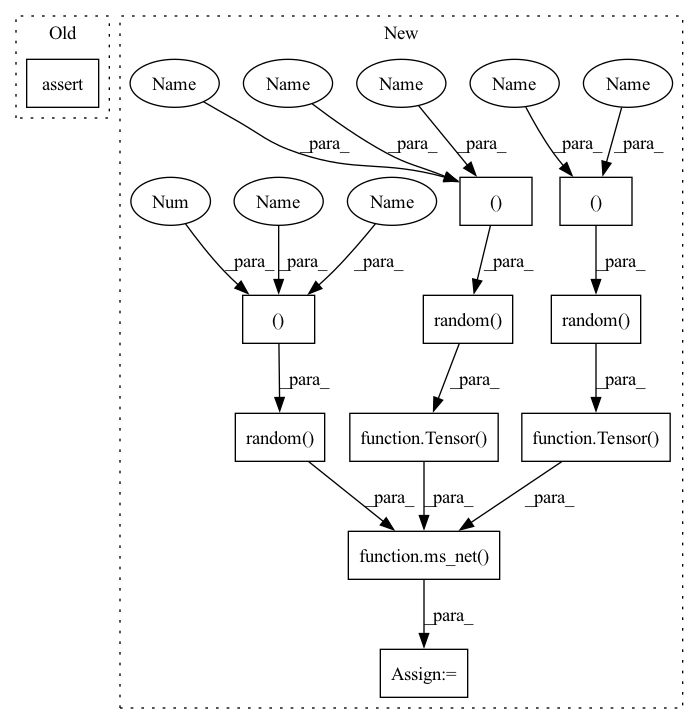 Old
New
assert
Name
Name
Name
Name
Name
_para_
_para_
_para_
_para_
_para_
Num
Name
Name
()
()
_para_
_para_
_para_
_para_
_para_
()
random()
random()
_para_
_para_
_para_
random()
function.Tensor()
function.Tensor()
_para_
_para_
_para_
function.ms_net()
_para_
Assign:=